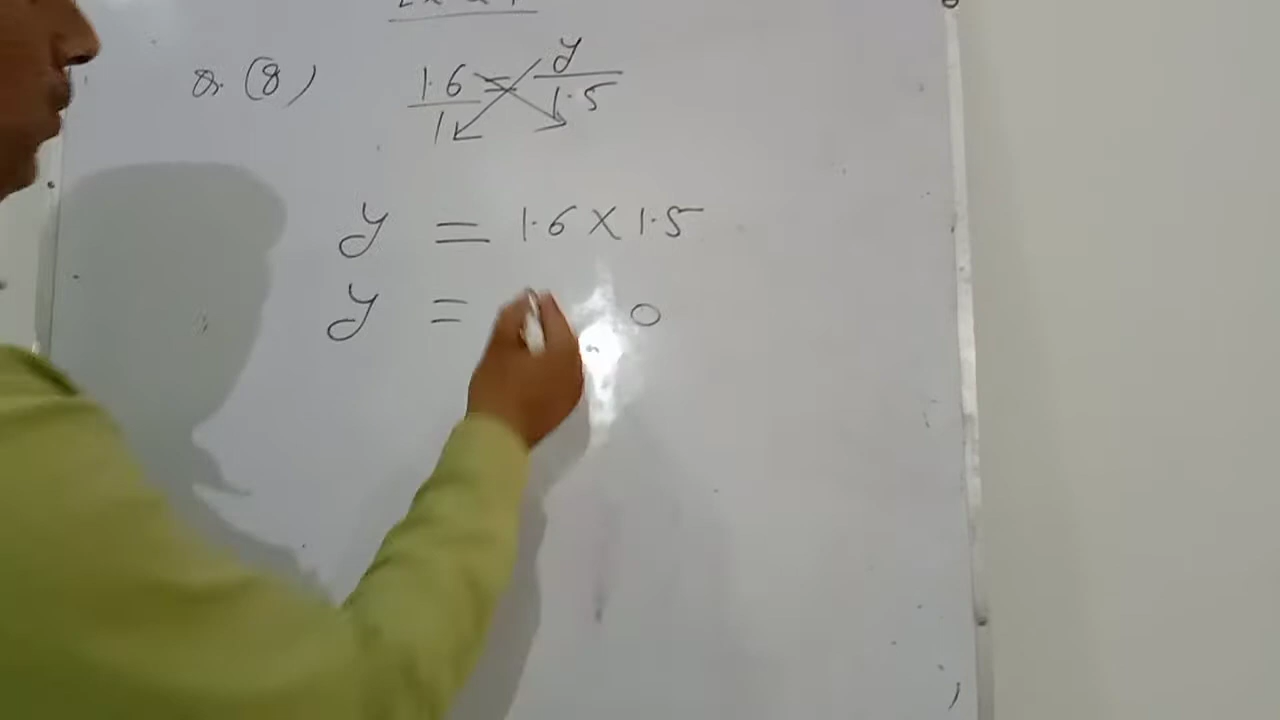 Q. (8) 1.6/1 = y/1.5
y = 1.6 × 1.5
y = 0